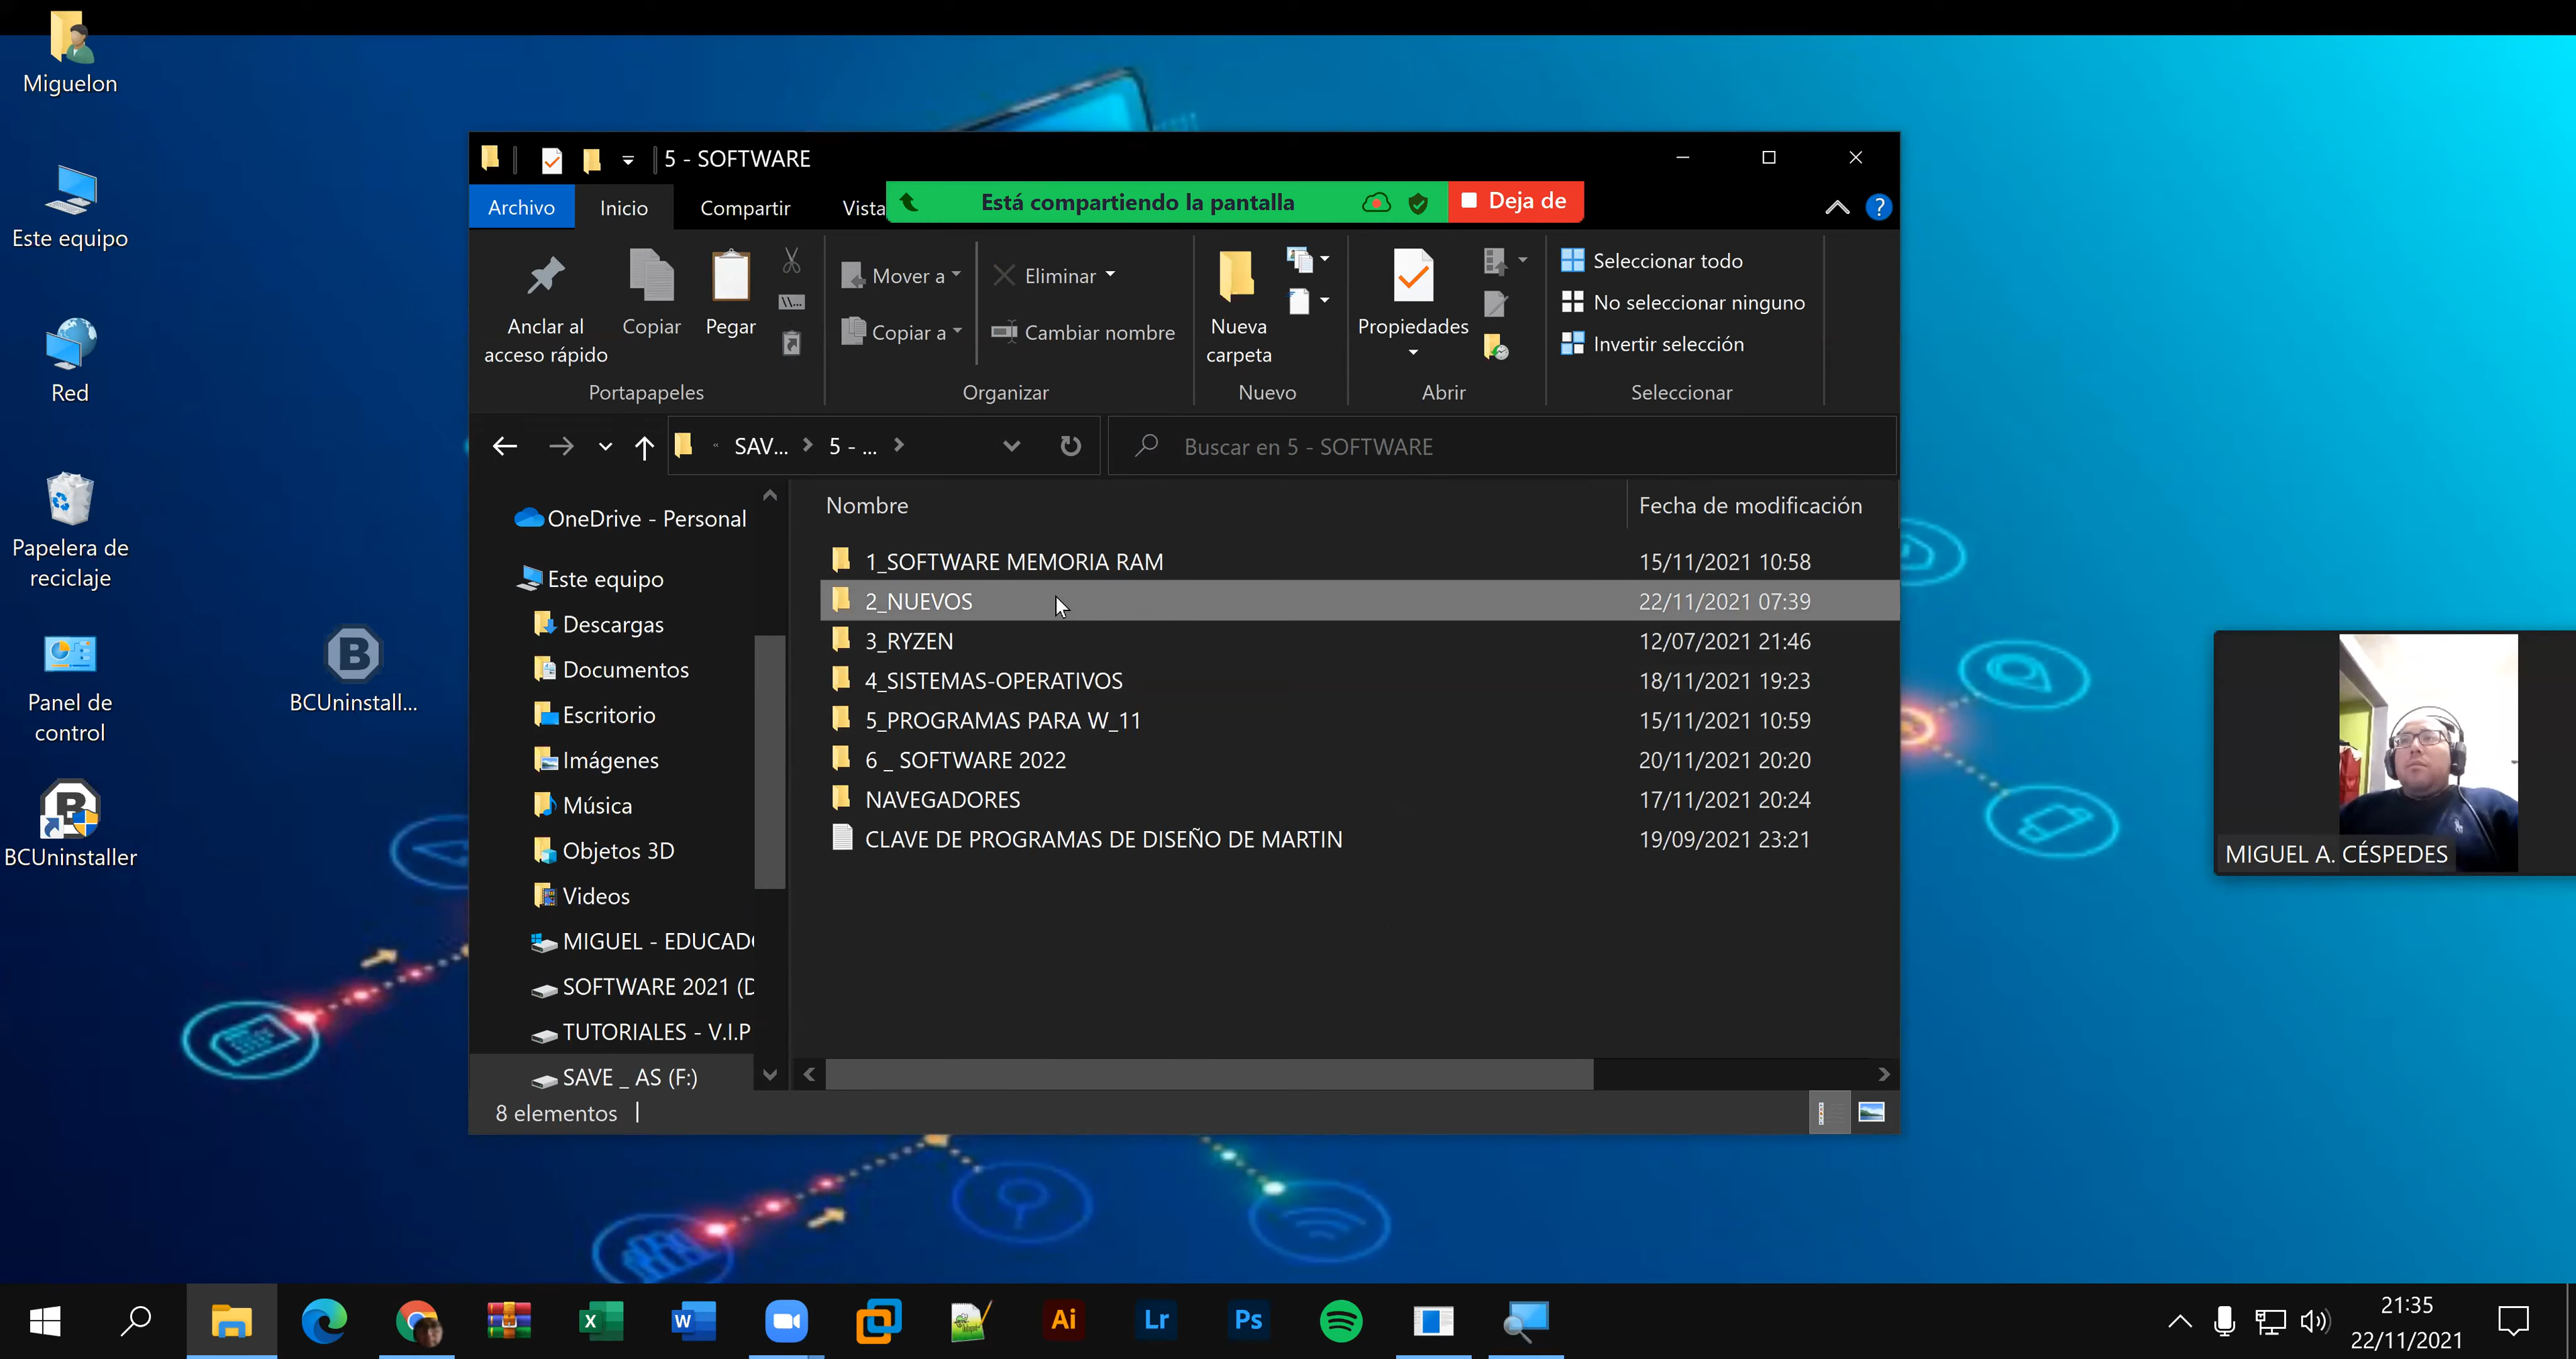 Miguelon
Este equipo
Red
Papelera de
reciclaje
Panel de
control
BCUninstaller
BCUninstall...
5 - SOFTWARE
Archivo
Inicio
Compartir
Vista
Está compartiendo la pantalla
Deja de
Anclar al
acceso rápido
Copiar
Pegar
Portapapeles
Mover a
Copiar a
Eliminar
Cambiar nombre
Organizar
Nueva
carpeta
Nuevo
Propiedades
Abrir
Seleccionar todo
No seleccionar ninguno
Invertir selección
Seleccionar
« SAV... 5 - ...
Buscar en 5 - SOFTWARE
OneDrive - Personal
Este equipo
Descargas
Documentos
Escritorio
Imágenes
Música
Objetos 3D
Videos
MIGUEL - EDUCAD
SOFTWARE 2021 (D
TUTORIALES - V.I.P
SAVE _ AS (F:)
Nombre Fecha de modificación
1_SOFTWARE MEMORIA RAM 15/11/2021 10:58
2_NUEVOS 22/11/2021 07:39
3_RYZEN 12/07/2021 21:46
4_SISTEMAS-OPERATIVOS 18/11/2021 19:23
5_PROGRAMAS PARA W_11 15/11/2021 10:59
6 _ SOFTWARE 2022 20/11/2021 20:20
NAVEGADORES 17/11/2021 20:24
CLAVE DE PROGRAMAS DE DISEÑO DE MARTIN 19/09/2021 23:21
8 elementos
MIGUEL A. CÉSPEDES
Ai
Lr
Ps
21:35
22/11/2021